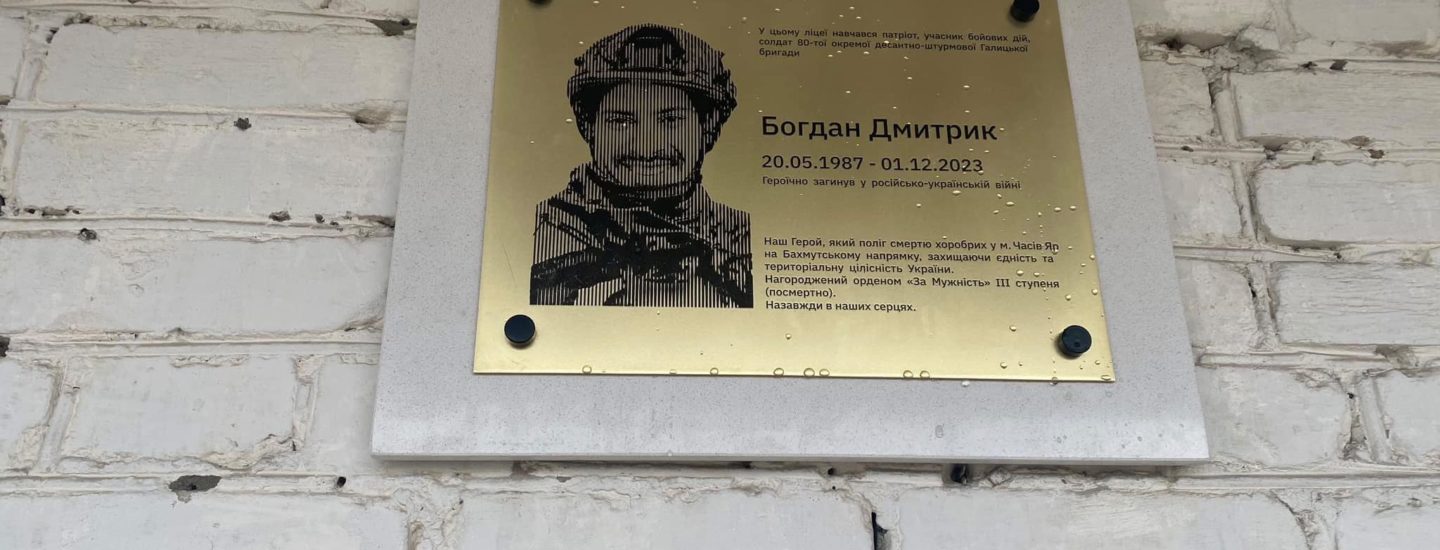 У цьому ліцеї навчався патріот, учасник бойових дій,
солдат 80-тої окремої десантно-штурмової Галицької
бригади
Богдан Дмитрик
20.05.1987 - 01.12.2023
Героїчно загинув у російсько-українській війні
Наш Герой, який поліг смертю хоробрих у м. Часів Яр
на Бахмутському напрямку, захищаючи єдність та
територіальну цілісність України.
Нагороджений орденом «За Мужність» III ступеня
(посмертно).
Назавжди в наших серцях.